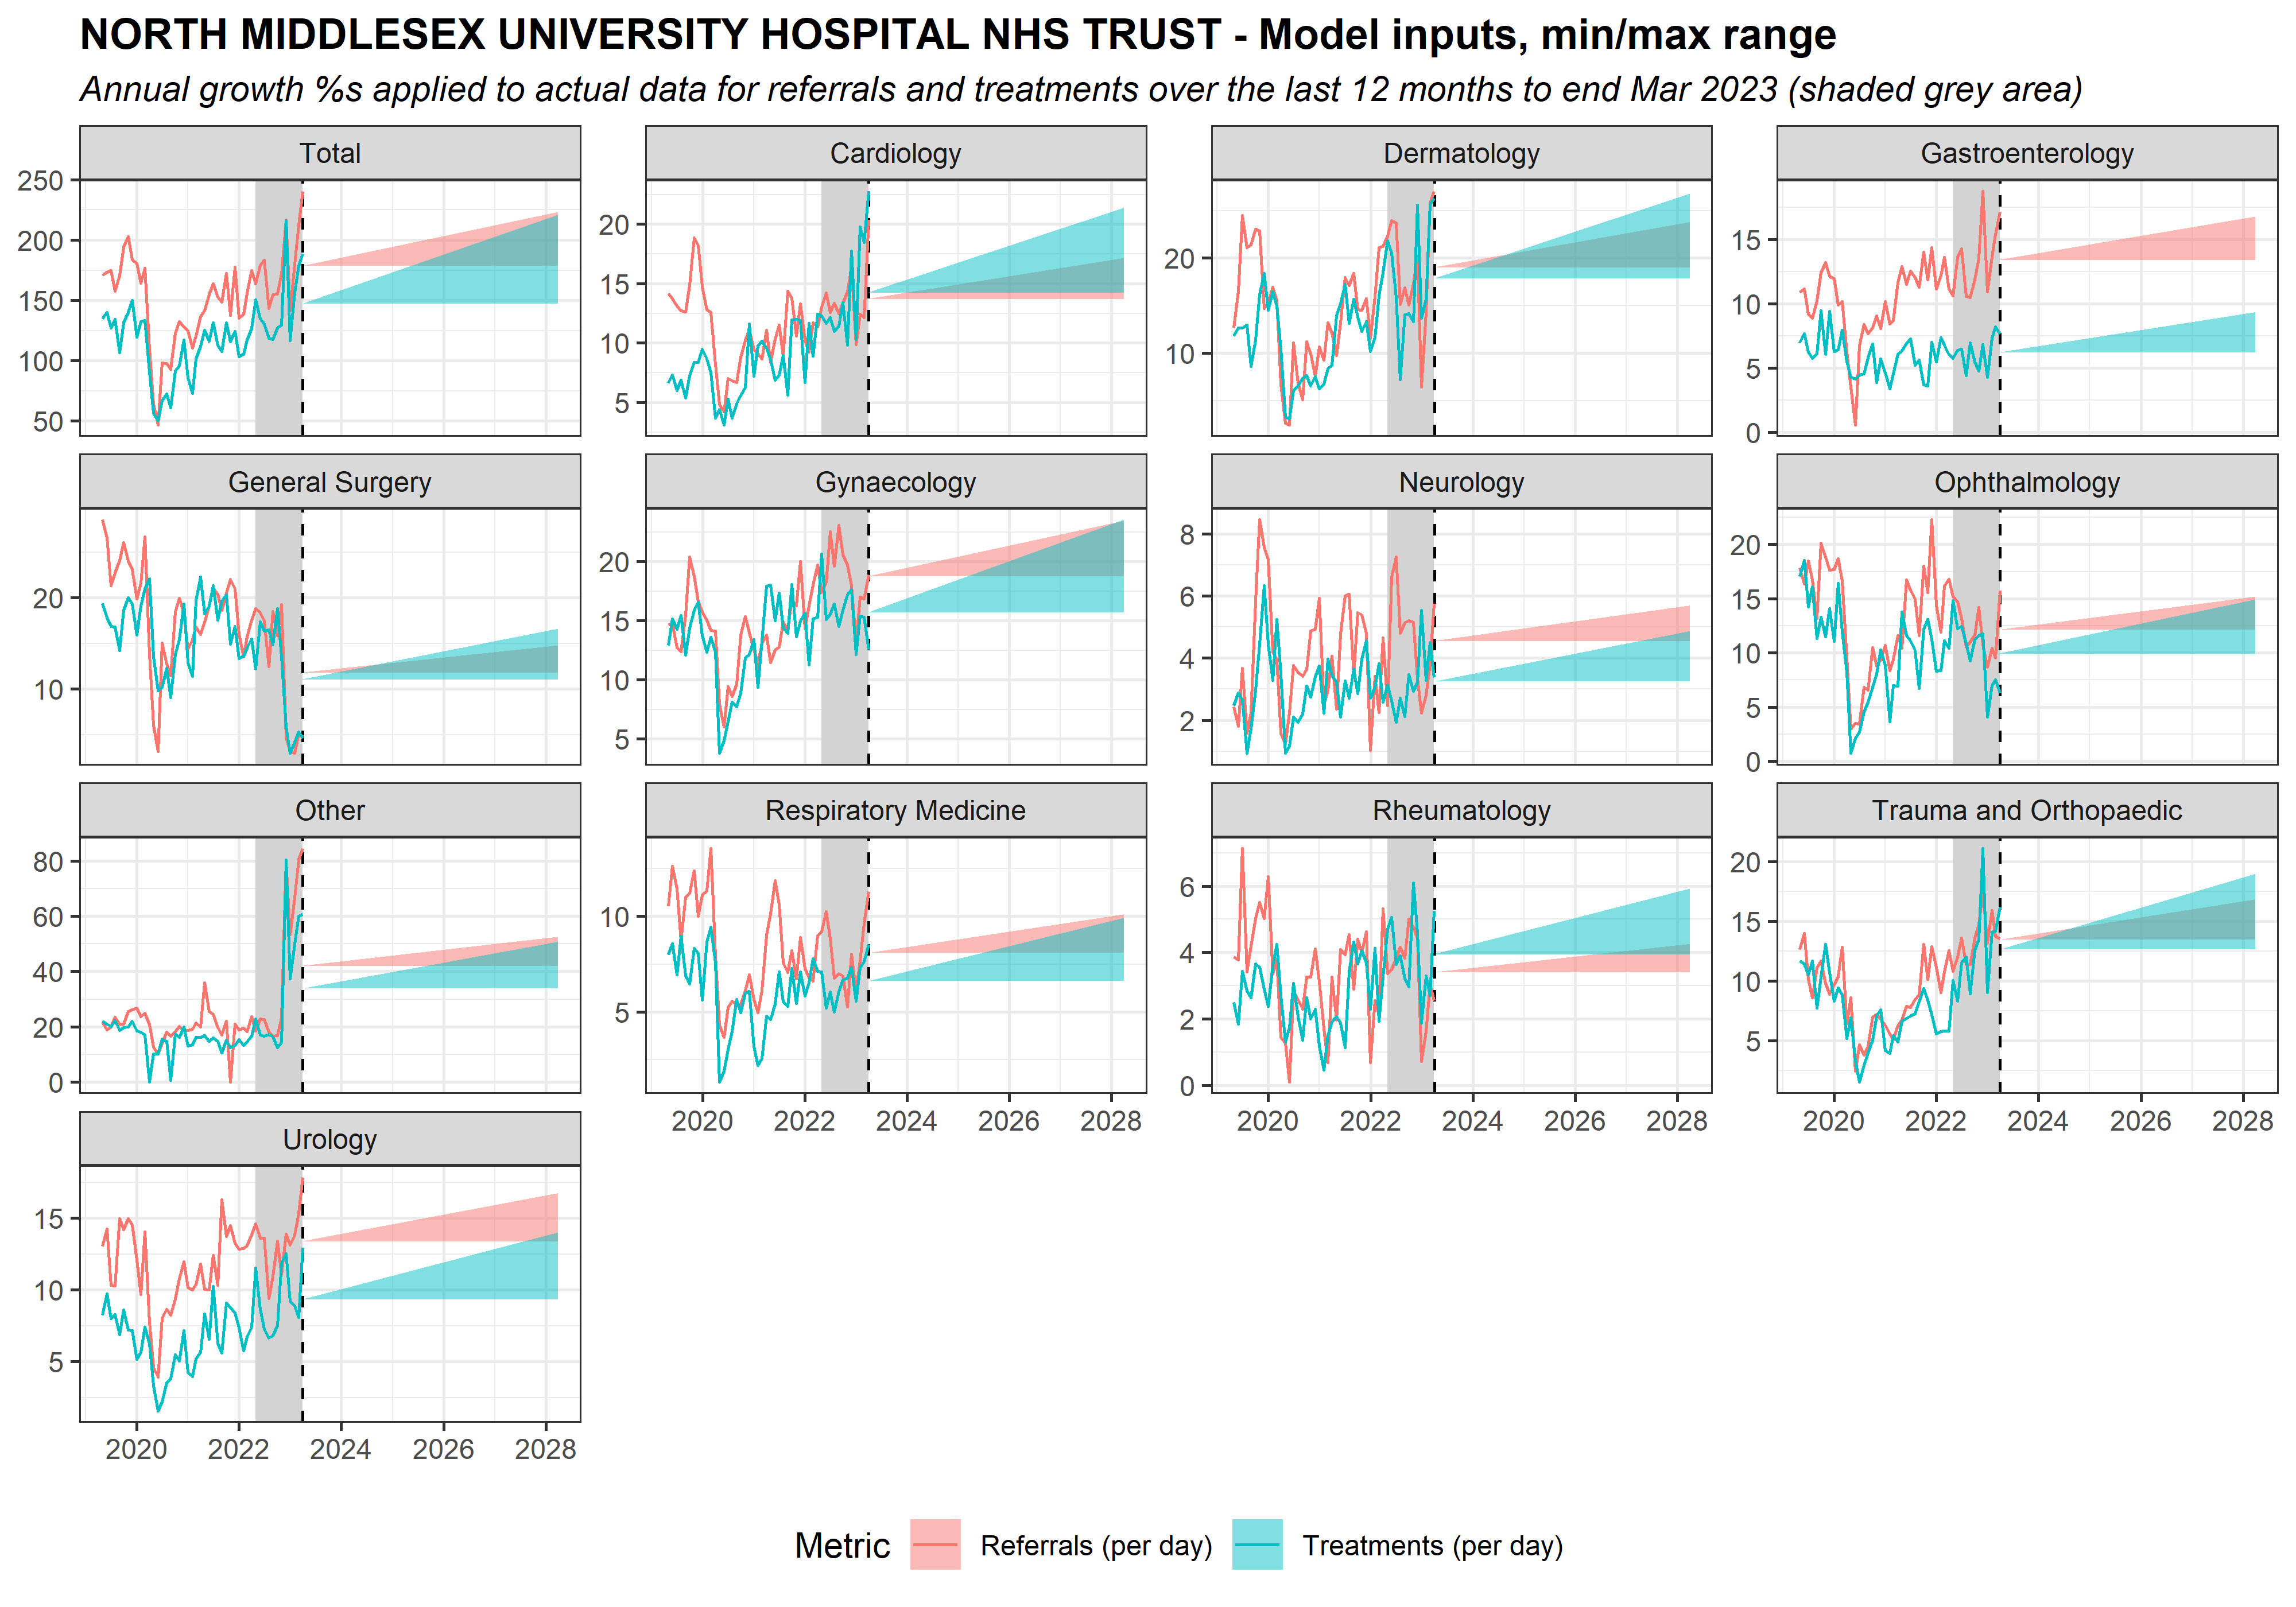 NORTH MIDDLESEX UNIVERSITY HOSPITAL NHS TRUST - Model inputs, min/max range
Annual growth %s applied to actual data for referrals and treatments over the last 12 months to end Mar 2023 (shaded grey area)
Total
Cardiology
Dermatology
Gastroenterology
250
200
150
100
50
20
15
10
5
20
10
15
10
5
0
General Surgery
Gynaecology
Neurology
Ophthalmology
20
10
20
15
10
5
8
6
4
2
20
15
10
5
0
Other
Respiratory Medicine
Rheumatology
Trauma and Orthopaedic
80
60
40
20
0
10
5
6
4
2
0
20
15
10
5
2020 2022 2024 2026 2028
2020 2022 2024 2026 2028
2020 2022 2024 2026 2028
Urology
15
10
5
2020 2022 2024 2026 2028
Metric Referrals (per day) Treatments (per day)